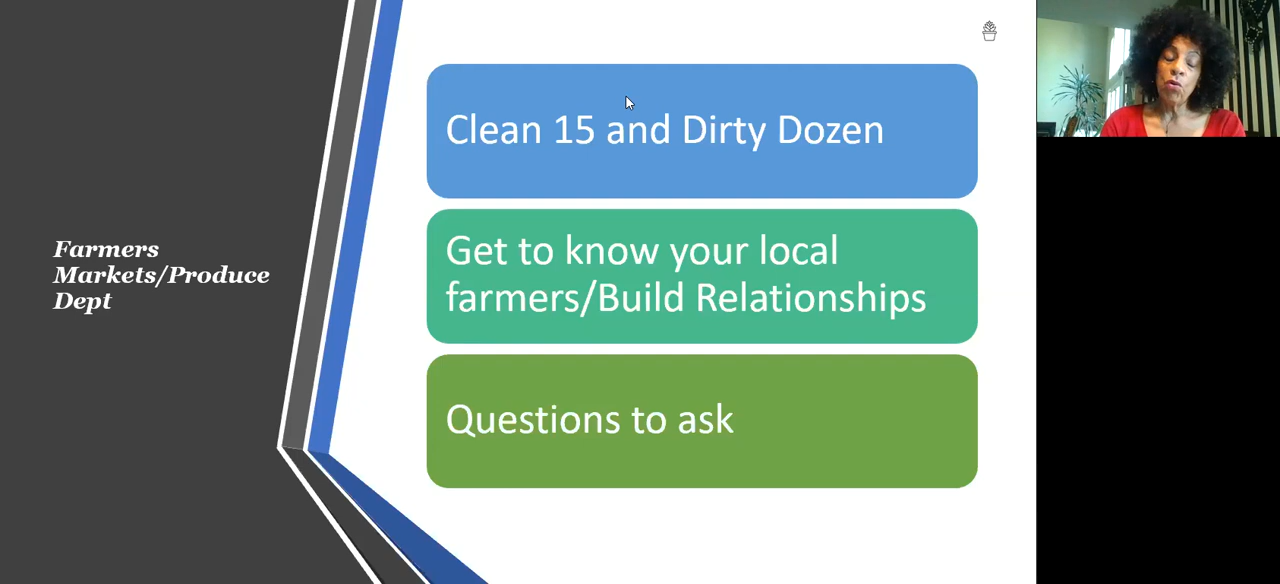 Farmers
Markets/Produce
Dept
Clean 15 and Dirty Dozen
Get to know your local
farmers/Build Relationships
Questions to ask